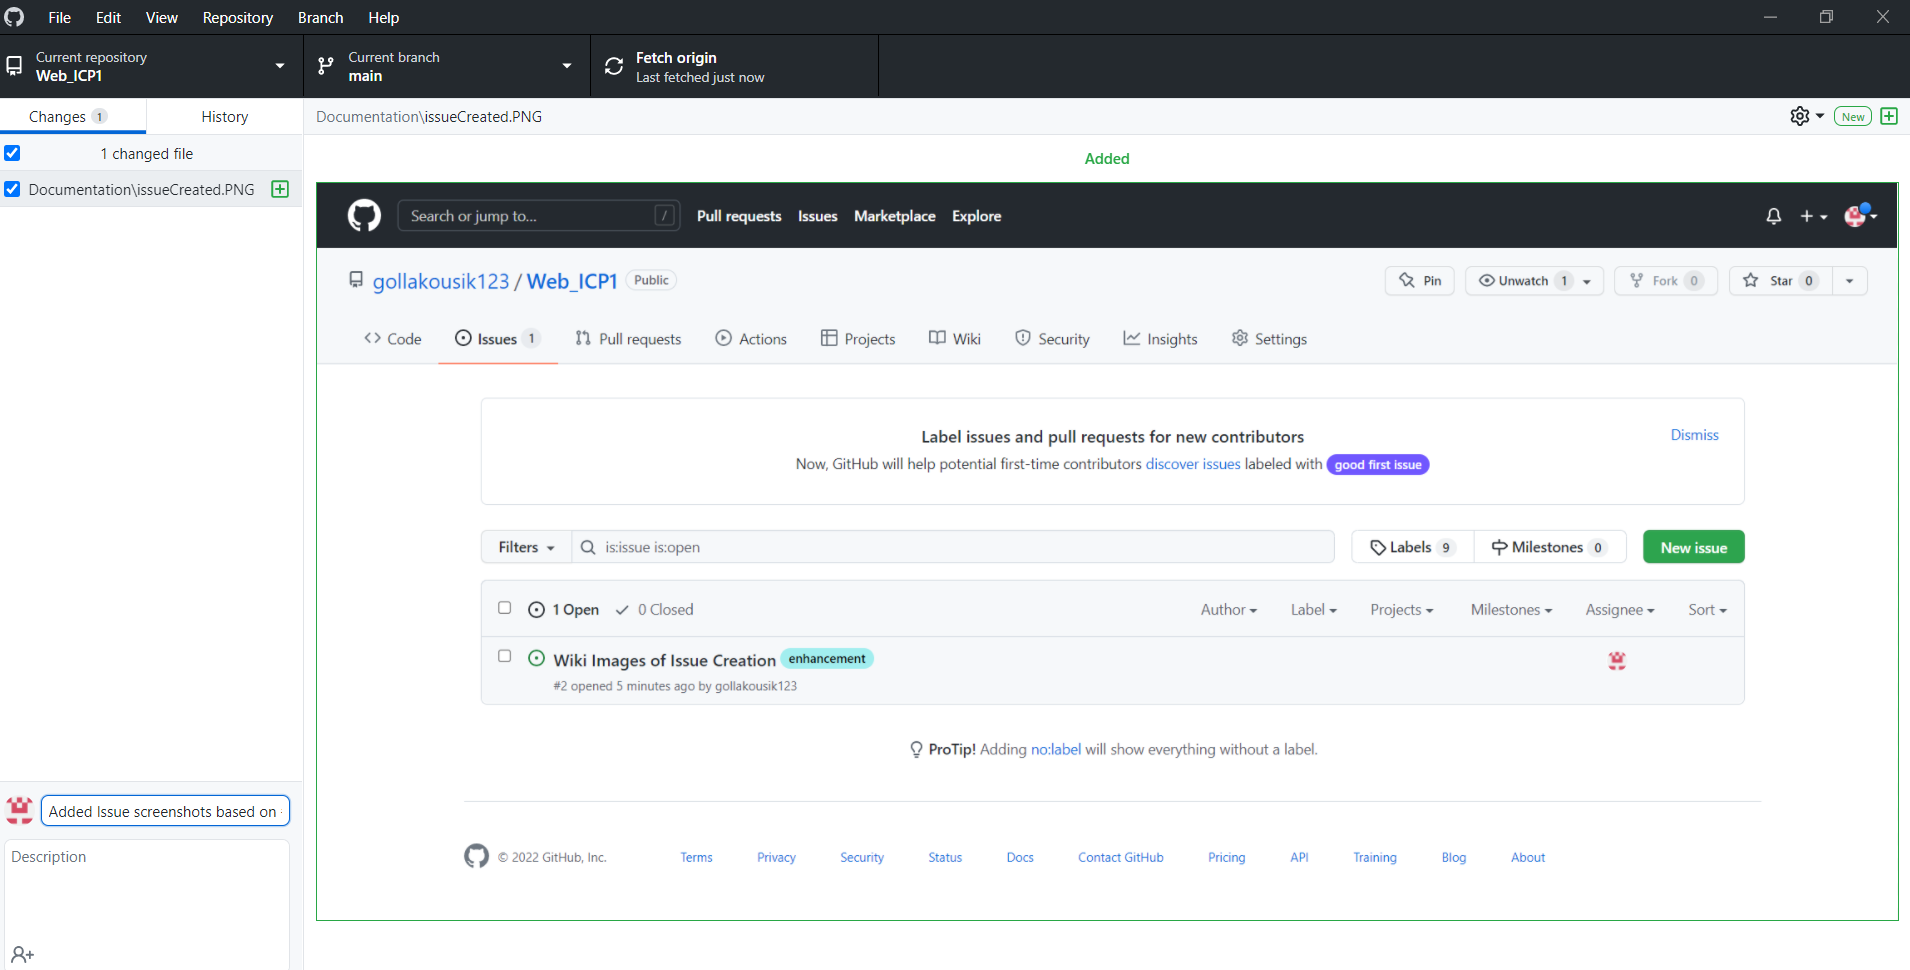 File Edit View Repository Branch Help
Current repository
Web_ICP1
Current branch
main
Fetch origin
Last fetched just now
Changes 1 History
1 changed file
Documentation\issueCreated.PNG
Documentation\issueCreated.PNG
New
Added
Search or jump to... / Pull requests Issues Marketplace Explore
gollakousik123 / Web_ICP1 Public
Pin Unwatch 1 Fork 0 Star 0
Code Issues 1 Pull requests Actions Projects Wiki Security Insights Settings
Label issues and pull requests for new contributors
Dismiss
Now, GitHub will help potential first-time contributors discover issues labeled with good first issue
Filters is:issue is:open Labels 9 Milestones 0 New issue
1 Open 0 Closed Author Label Projects Milestones Assignee Sort
Wiki Images of Issue Creation enhancement
#2 opened 5 minutes ago by gollakousik123
ProTip! Adding no:label will show everything without a label.
© 2022 GitHub, Inc. Terms Privacy Security Status Docs Contact GitHub Pricing API Training Blog About
Added Issue screenshots based on
Description